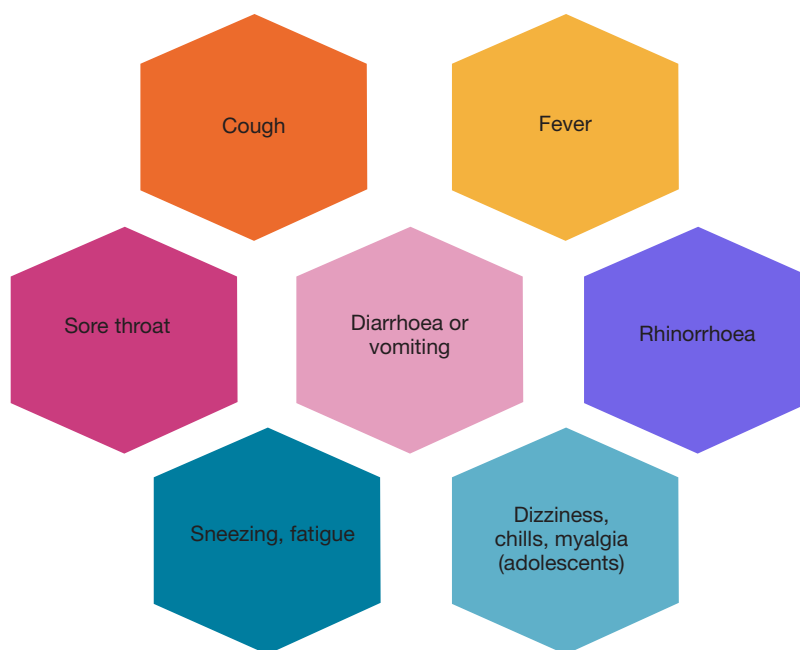 Cough
Fever
Sore throat
Diarrhoea or
vomiting
Rhinorrhoea
Sneezing, fatigue
Dizziness,
chills, myalgia
(adolescents)